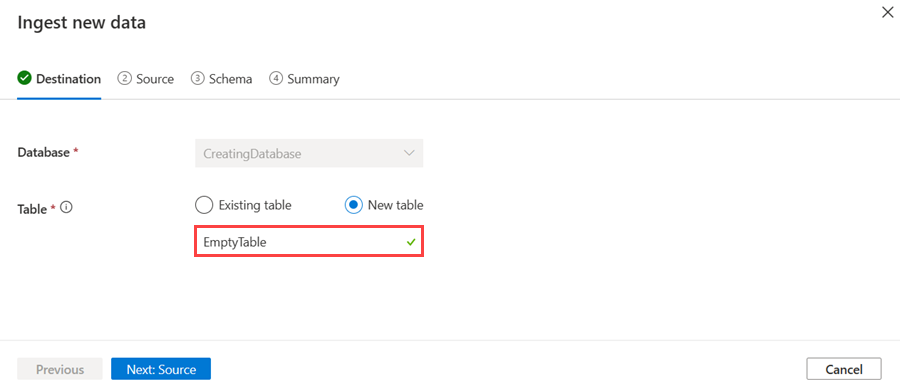 Ingest new data
Destination 2 Source 3 Schema 4 Summary
Database * CreatingDatabase
Table * Existing table New table
EmptyTable
Previous Next: Source Cancel